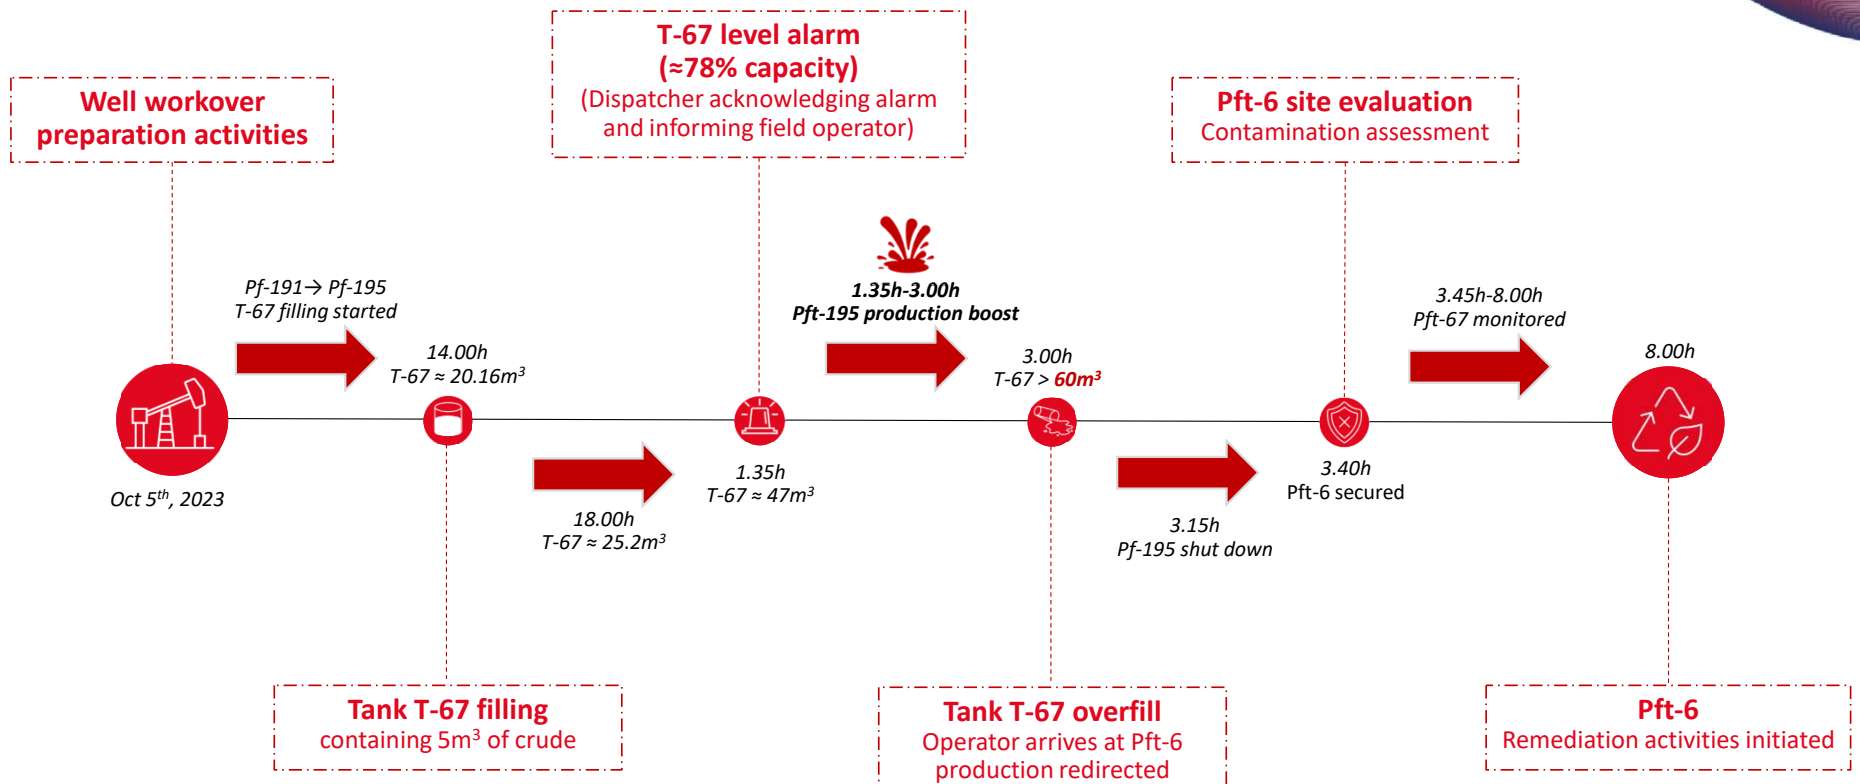 Well workover
preparation activities
T-67 level alarm
(≈78% capacity)
(Dispatcher acknowledging alarm
and informing field operator)
Pft-6 site evaluation
Contamination assessment
Pf-191→ Pf-195
T-67 filling started
14.00h
T-67 ≈ 20.16m³
1.35h-3.00h
Pft-195 production boost
3.00h
T-67 > 60m³
3.45h-8.00h
Pft-67 monitored
8.00h
Oct 5th, 2023
18.00h
T-67 ≈ 25.2m³
1.35h
T-67 ≈ 47m³
3.15h
Pf-195 shut down
3.40h
Pft-6 secured
Tank T-67 filling
containing 5m³ of crude
Tank T-67 overfill
Operator arrives at Pft-6
production redirected
Pft-6
Remediation activities initiated